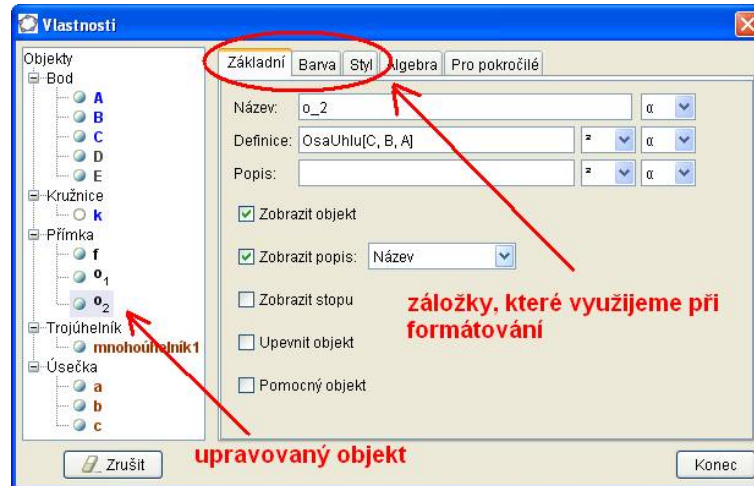 Vlastnosti
Objekty
Bod
A
B
C
D
E
Kružnice
k
Přímka
f
o₁
o₂
Trojúhelník
mnohoúhelník1
Úsečka
a
b
c
Základní Barva Styl Algebra Pro pokročilé
Název: o_2 α
Definice: OsaUhlu[C, B, A] ² α
Popis: ² α
Zobrazit objekt
Zobrazit popis: Název
Zobrazit stopu
Upevnit objekt
Pomocný objekt
záložky, které využijeme při
formátování
upravovaný objekt
Zrušit
Konec